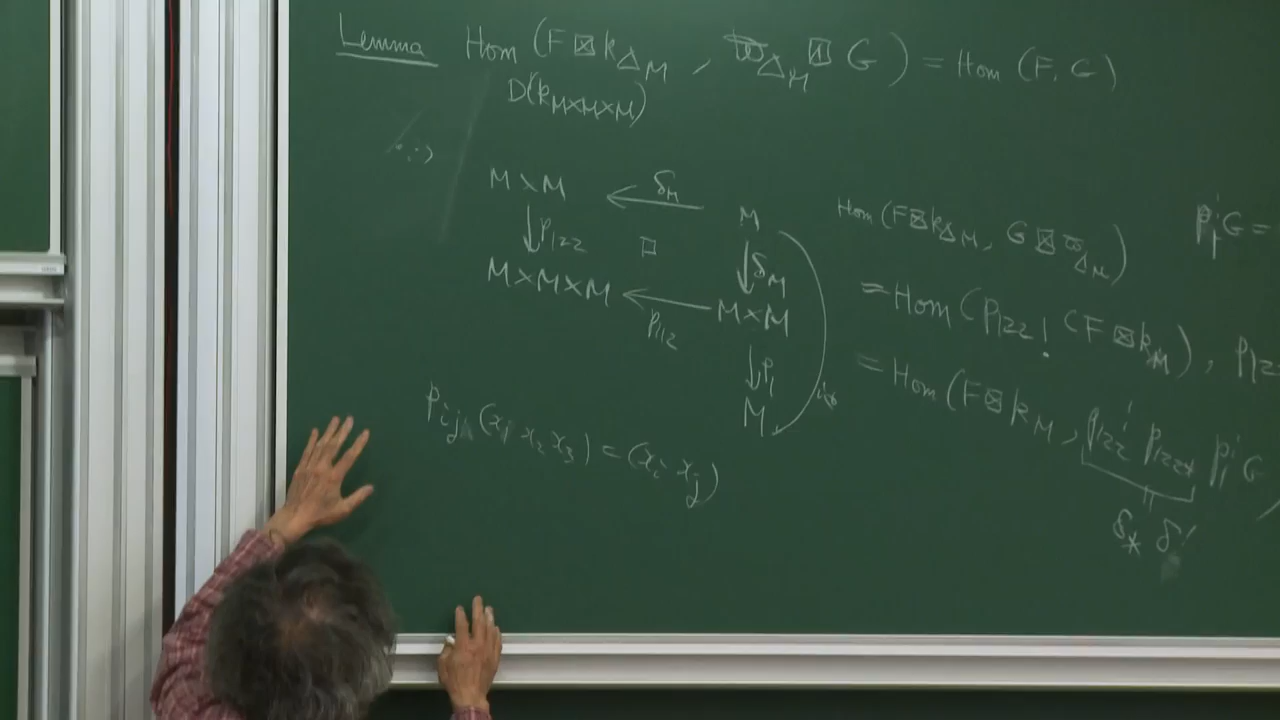 Lemma Hom (F ⊠ k_{Δ_M}, ϖ_{Δ_M} ⊠ G) = Hom (F, G)
D(k_{M×M×M})
∵)
M×M ←δ_M M
↓p_{122} □ ↓δ_M
M×M×M ←p_{112} M×M
↓p_1
M
p_{ij} (x_1 x_2 x_3) = (x_i x_j)
Hom (F ⊠ k_{Δ_M}, G ⊠ ϖ_{Δ_M})
= Hom (p_{122 !} (F ⊠ k_M), p_{12
= Hom (F ⊠ k_M, p_{122}^! p_{122*} p_1^! G
||
δ_* δ^!
p_1^! G =